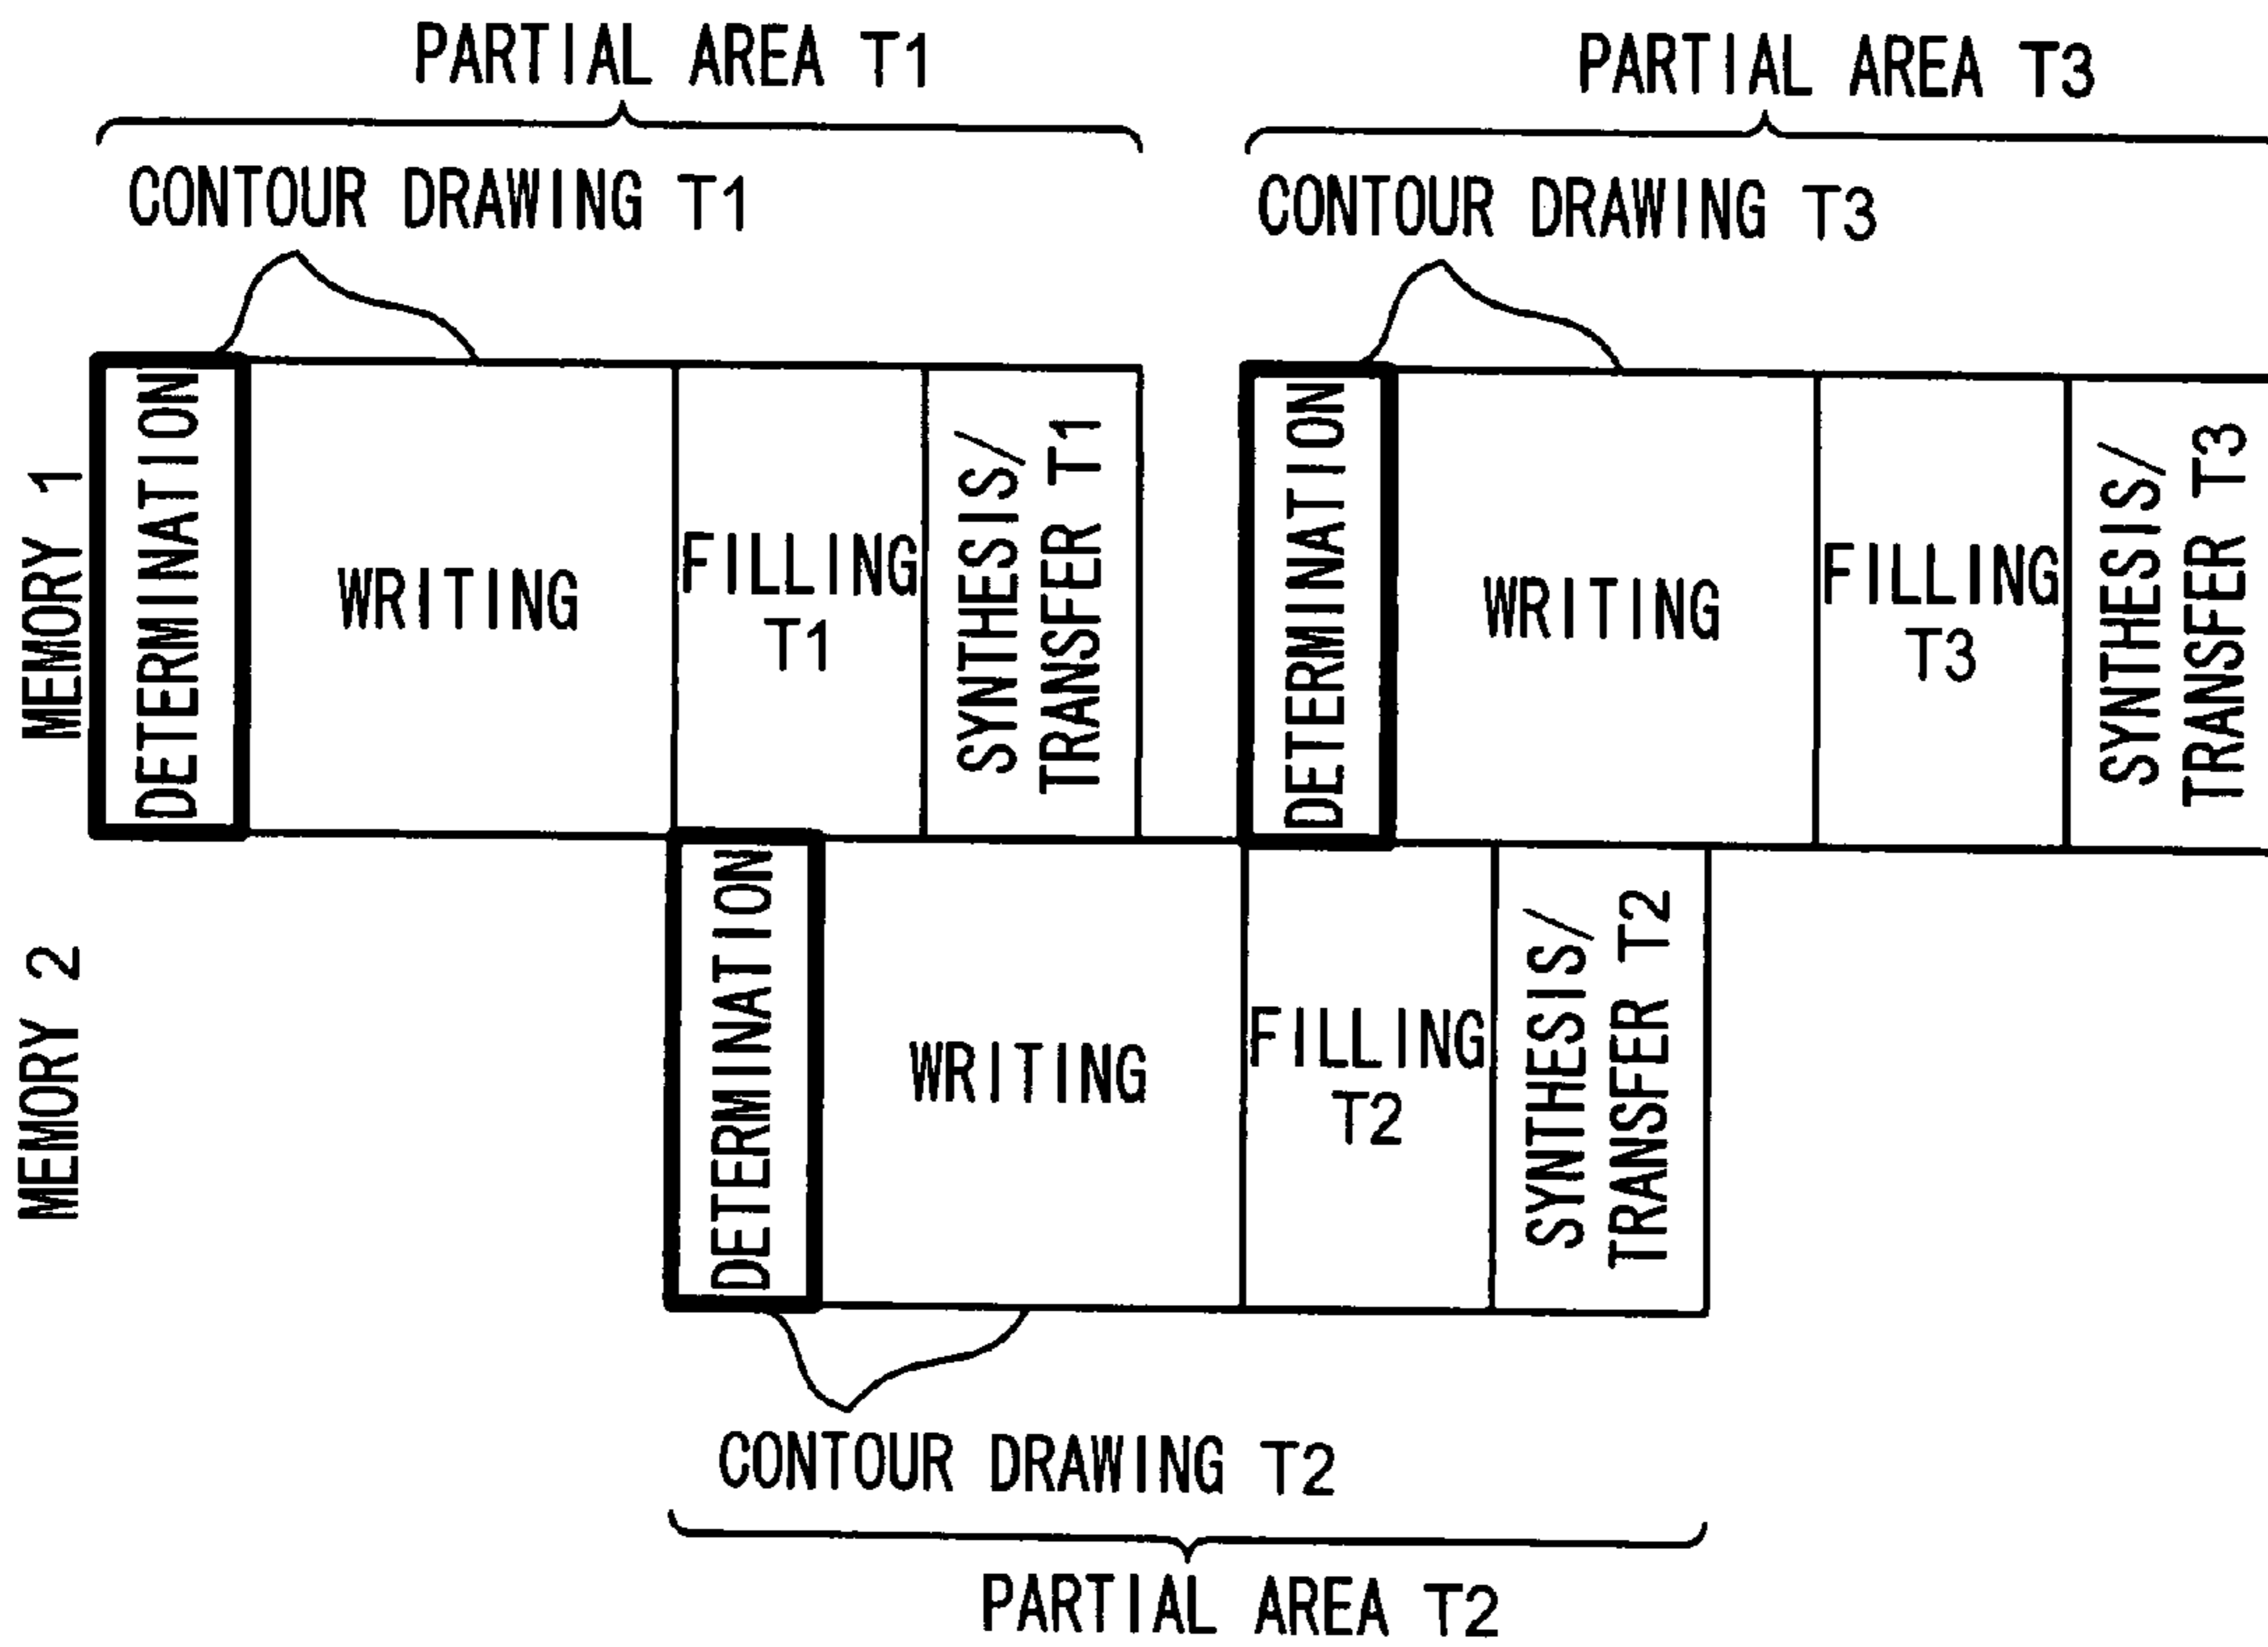 PARTIAL AREA T1
PARTIAL AREA T3
CONTOUR DRAWING T1
CONTOUR DRAWING T3
MEMORY 1
DETERMINATION
WRITING
FILLING
T1
SYNTHESIS/
TRANSFER T1
DETERMINATION
WRITING
FILLING
T3
SYNTHESIS/
TRANSFER T3
MEMORY 2
DETERMINATION
WRITING
FILLING
T2
SYNTHESIS/
TRANSFER T2
CONTOUR DRAWING T2
PARTIAL AREA T2